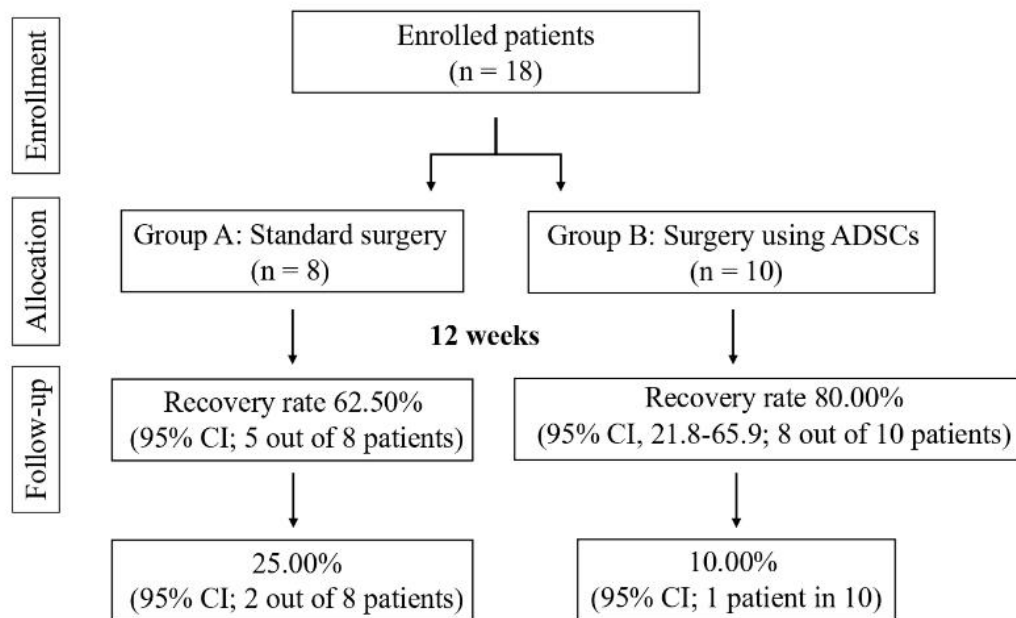 Enrollment
Enrolled patients
(n = 18)
Allocation
Group A: Standard surgery
(n = 8)
Group B: Surgery using ADSCs
(n = 10)
12 weeks
Follow-up
Recovery rate 62.50%
(95% CI; 5 out of 8 patients)
Recovery rate 80.00%
(95% CI, 21.8-65.9; 8 out of 10 patients)
25.00%
(95% CI; 2 out of 8 patients)
10.00%
(95% CI; 1 patient in 10)